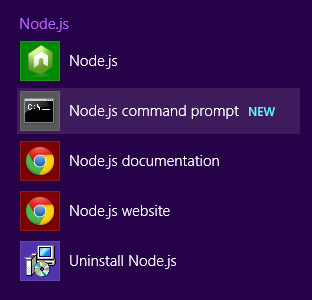 Node.js
Node.js
C:\.
Node.js command prompt NEW
Node.js documentation
Node.js website
Uninstall Node.js